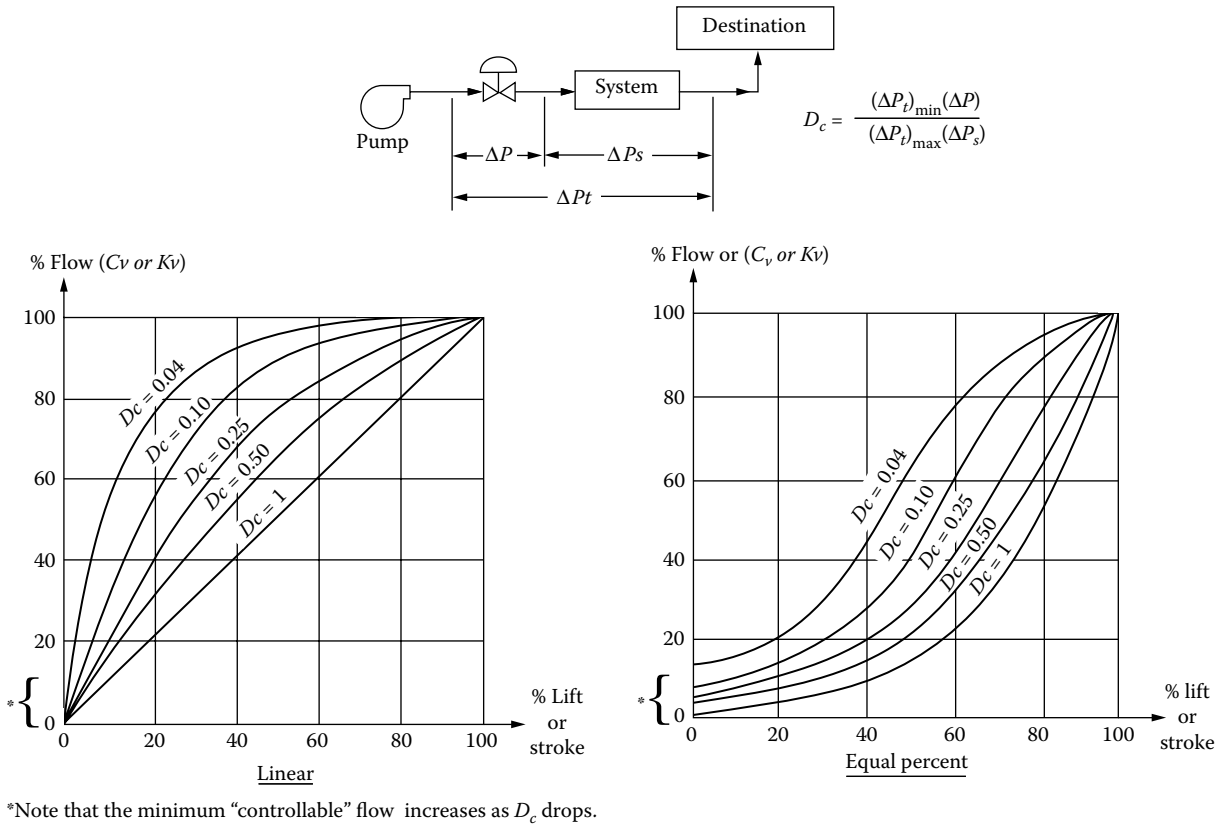 Destination
System
Pump
ΔP
ΔPs
ΔPt
D_c = (ΔP_t)_min(ΔP) / (ΔP_t)_max(ΔP_s)
% Flow (Cv or Kv)
100
80
60
40
20
0
* {
Dc = 0.04
Dc = 0.10
Dc = 0.25
Dc = 0.50
Dc = 1
0 20 40 60 80 100
% Lift
or
stroke
Linear
% Flow or (C_v or Kv)
100
80
60
40
20
0
* {
Dc = 0.04
Dc = 0.10
Dc = 0.25
Dc = 0.50
Dc = 1
0 20 40 60 80 100
% lift
or
stroke
Equal percent
*Note that the minimum “controllable” flow increases as D_c drops.